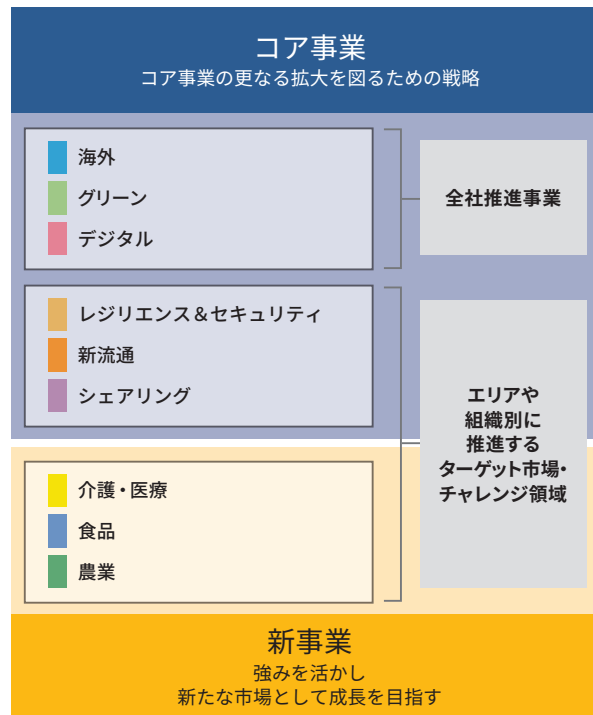 コア事業
コア事業の更なる拡大を図るための戦略
海外
グリーン
デジタル
全社推進事業
レジリエンス＆セキュリティ
新流通
シェアリング
エリアや
組織別に
推進する
ターゲット市場・
チャレンジ領域
介護・医療
食品
農業
新事業
強みを活かし
新たな市場として成長を目指す